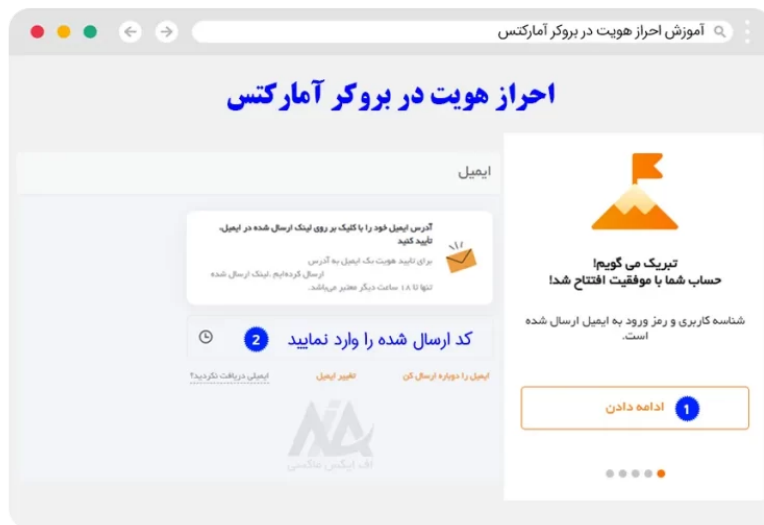 آموزش احراز هویت در بروکر آمارکتس
احراز هویت در بروکر آمارکتس
تبریک می گویم!
حساب شما با موفقیت افتتاح شد!
شناسه کاربری و رمز ورود به ایمیل ارسال شده
است.
1 ادامه دادن
ایمیل
آدرس ایمیل خود را با کلیک بر روی لینک ارسال شده در ایمیل،
تأیید کنید
برای تایید هویت یک ایمیل به آدرس
ارسال کرده‌ایم .لینک ارسال شده
تنها تا ۱۸ ساعت دیگر معتبر می‌باشد.
کد ارسال شده را وارد نمایید 2
ایمیل را دوباره ارسال کن
تغییر ایمیل
ایمیلی دریافت نکردید؟
اف ایکس ماکسی